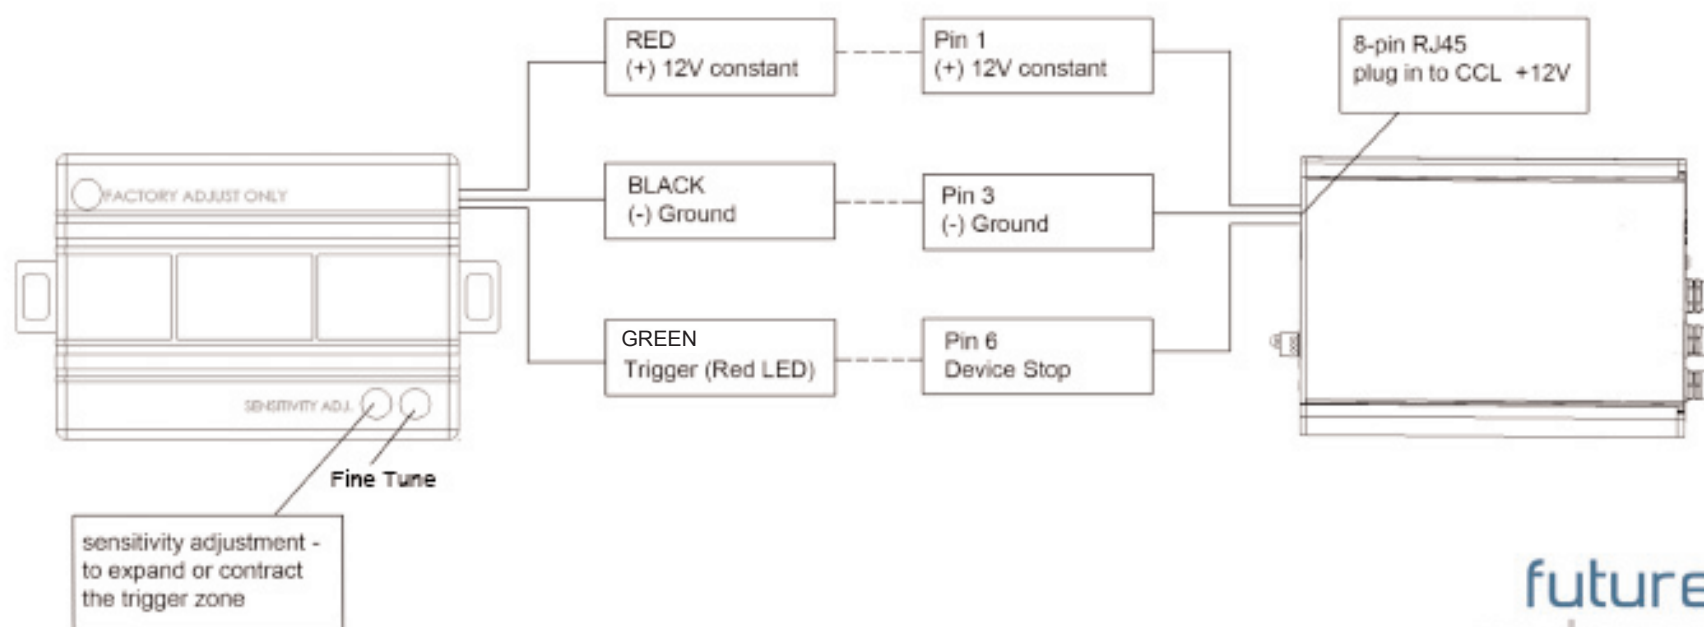 RED
(+) 12V constant
Pin 1
(+) 12V constant
8-pin RJ45
plug in to CCL +12V
FACTORY ADJUST ONLY
BLACK
(-) Ground
Pin 3
(-) Ground
GREEN
Trigger (Red LED)
Pin 6
Device Stop
SENSITIVITY ADJ.
Fine Tune
sensitivity adjustment -
to expand or contract
the trigger zone
future